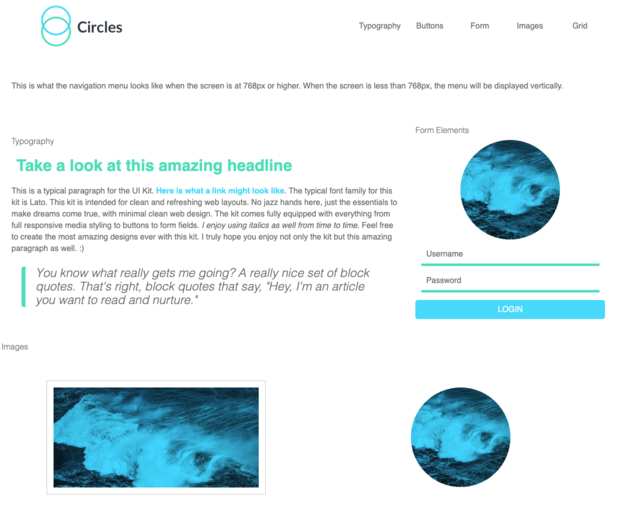 Circles
Typography Buttons Form Images Grid
This is what the navigation menu looks like when the screen is at 768px or higher. When the screen is less than 768px, the menu will be displayed vertically.
Typography
Take a look at this amazing headline
This is a typical paragraph for the UI Kit. Here is what a link might look like. The typical font family for this
kit is Lato. This kit is intended for clean and refreshing web layouts. No jazz hands here, just the essentials to
make dreams come true, with minimal clean web design. The kit comes fully equipped with everything from
full responsive media styling to buttons to form fields. I enjoy using italics as well from time to time. Feel free
to create the most amazing designs ever with this kit. I truly hope you enjoy not only the kit but this amazing
paragraph as well. :)
You know what really gets me going? A really nice set of block
quotes. That's right, block quotes that say, "Hey, I'm an article
you want to read and nurture."
Form Elements
Username
Password
LOGIN
Images